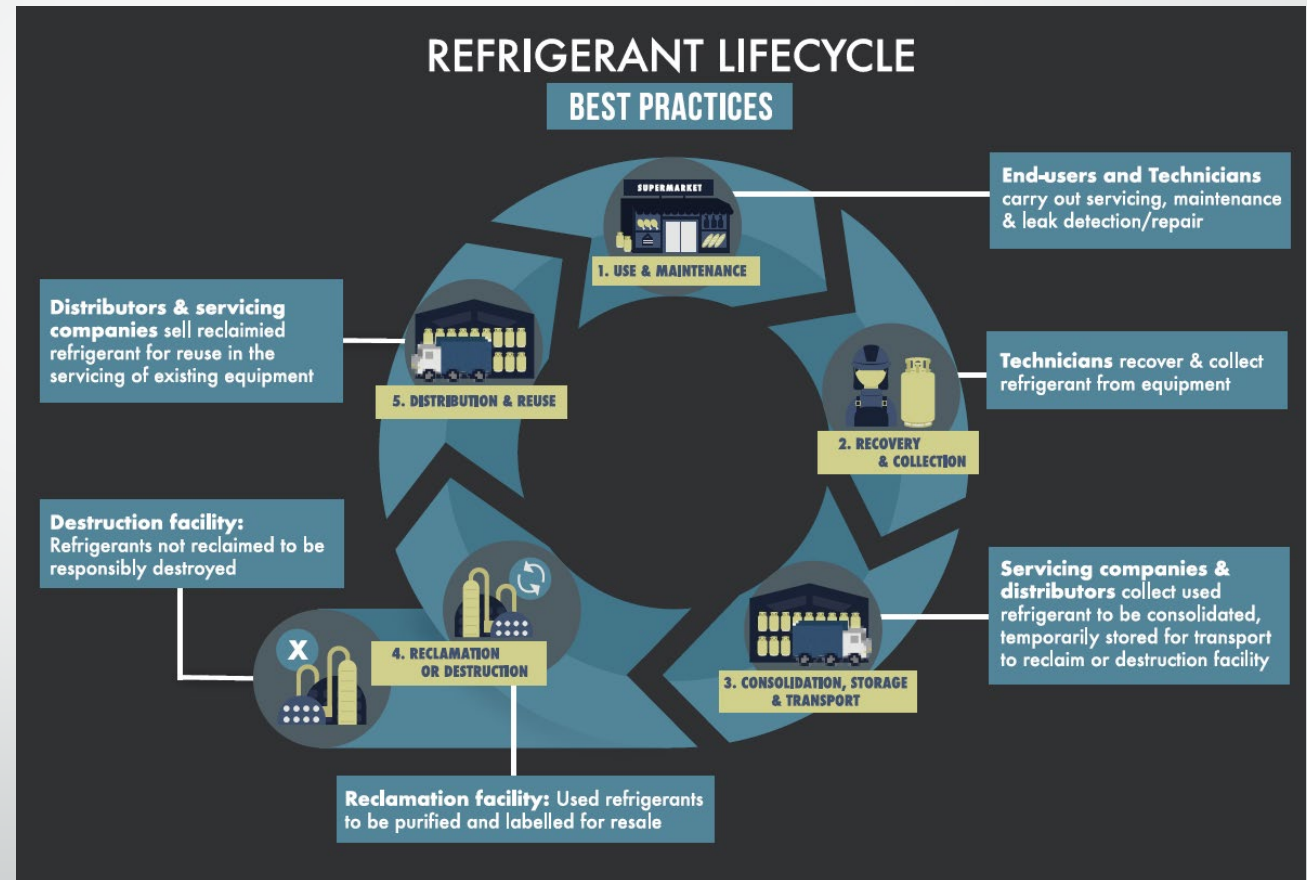 REFRIGERANT LIFECYCLE
BEST PRACTICES
SUPERMARKET
1. USE & MAINTENANCE
End-users and Technicians
carry out servicing, maintenance
& leak detection/repair
2. RECOVERY
& COLLECTION
Technicians recover & collect
refrigerant from equipment
3. CONSOLIDATION, STORAGE
& TRANSPORT
Servicing companies &
distributors collect used
refrigerant to be consolidated,
temporarily stored for transport
to reclaim or destruction facility
4. RECLAMATION
OR DESTRUCTION
X
Reclamation facility: Used refrigerants
to be purified and labelled for resale
Destruction facility:
Refrigerants not reclaimed to be
responsibly destroyed
5. DISTRIBUTION & REUSE
Distributors & servicing
companies sell reclaimied
refrigerant for reuse in the
servicing of existing equipment